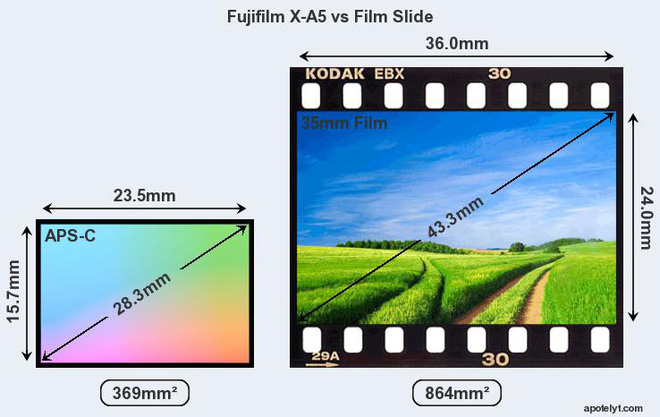 Fujifilm X-A5 vs Film Slide
36.0mm
KODAK EBX 30
35mm Film
43.3mm
24.0mm
23.5mm
APS-C
28.3mm
15.7mm
29A 30
369mm²
864mm²
apotelyt.com